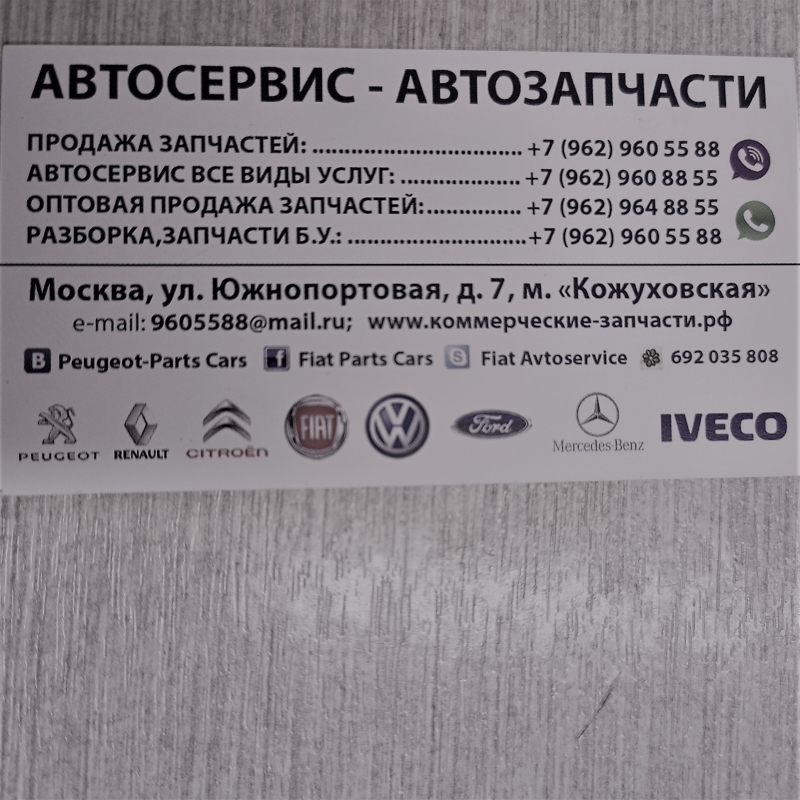 АВТОСЕРВИС - АВТОЗАПЧАСТИ
ПРОДАЖА ЗАПЧАСТЕЙ: ................................ +7 (962) 960 55 88
АВТОСЕРВИС ВСЕ ВИДЫ УСЛУГ: .................. +7 (962) 960 88 55
ОПТОВАЯ ПРОДАЖА ЗАПЧАСТЕЙ:................ +7 (962) 964 88 55
РАЗБОРКА,ЗАПЧАСТИ Б.У.: ...........................+7 (962) 960 55 88
Москва, ул. Южнопортовая, д. 7, м. «Кожуховская»
e-mail: 9605588@mail.ru; www.коммерческие-запчасти.рф
B Peugeot-Parts Cars f Fiat Parts Cars S Fiat Avtoservice 692 035 808
PEUGEOT RENAULT CITROËN FIAT VW Ford Mercedes-Benz IVECO